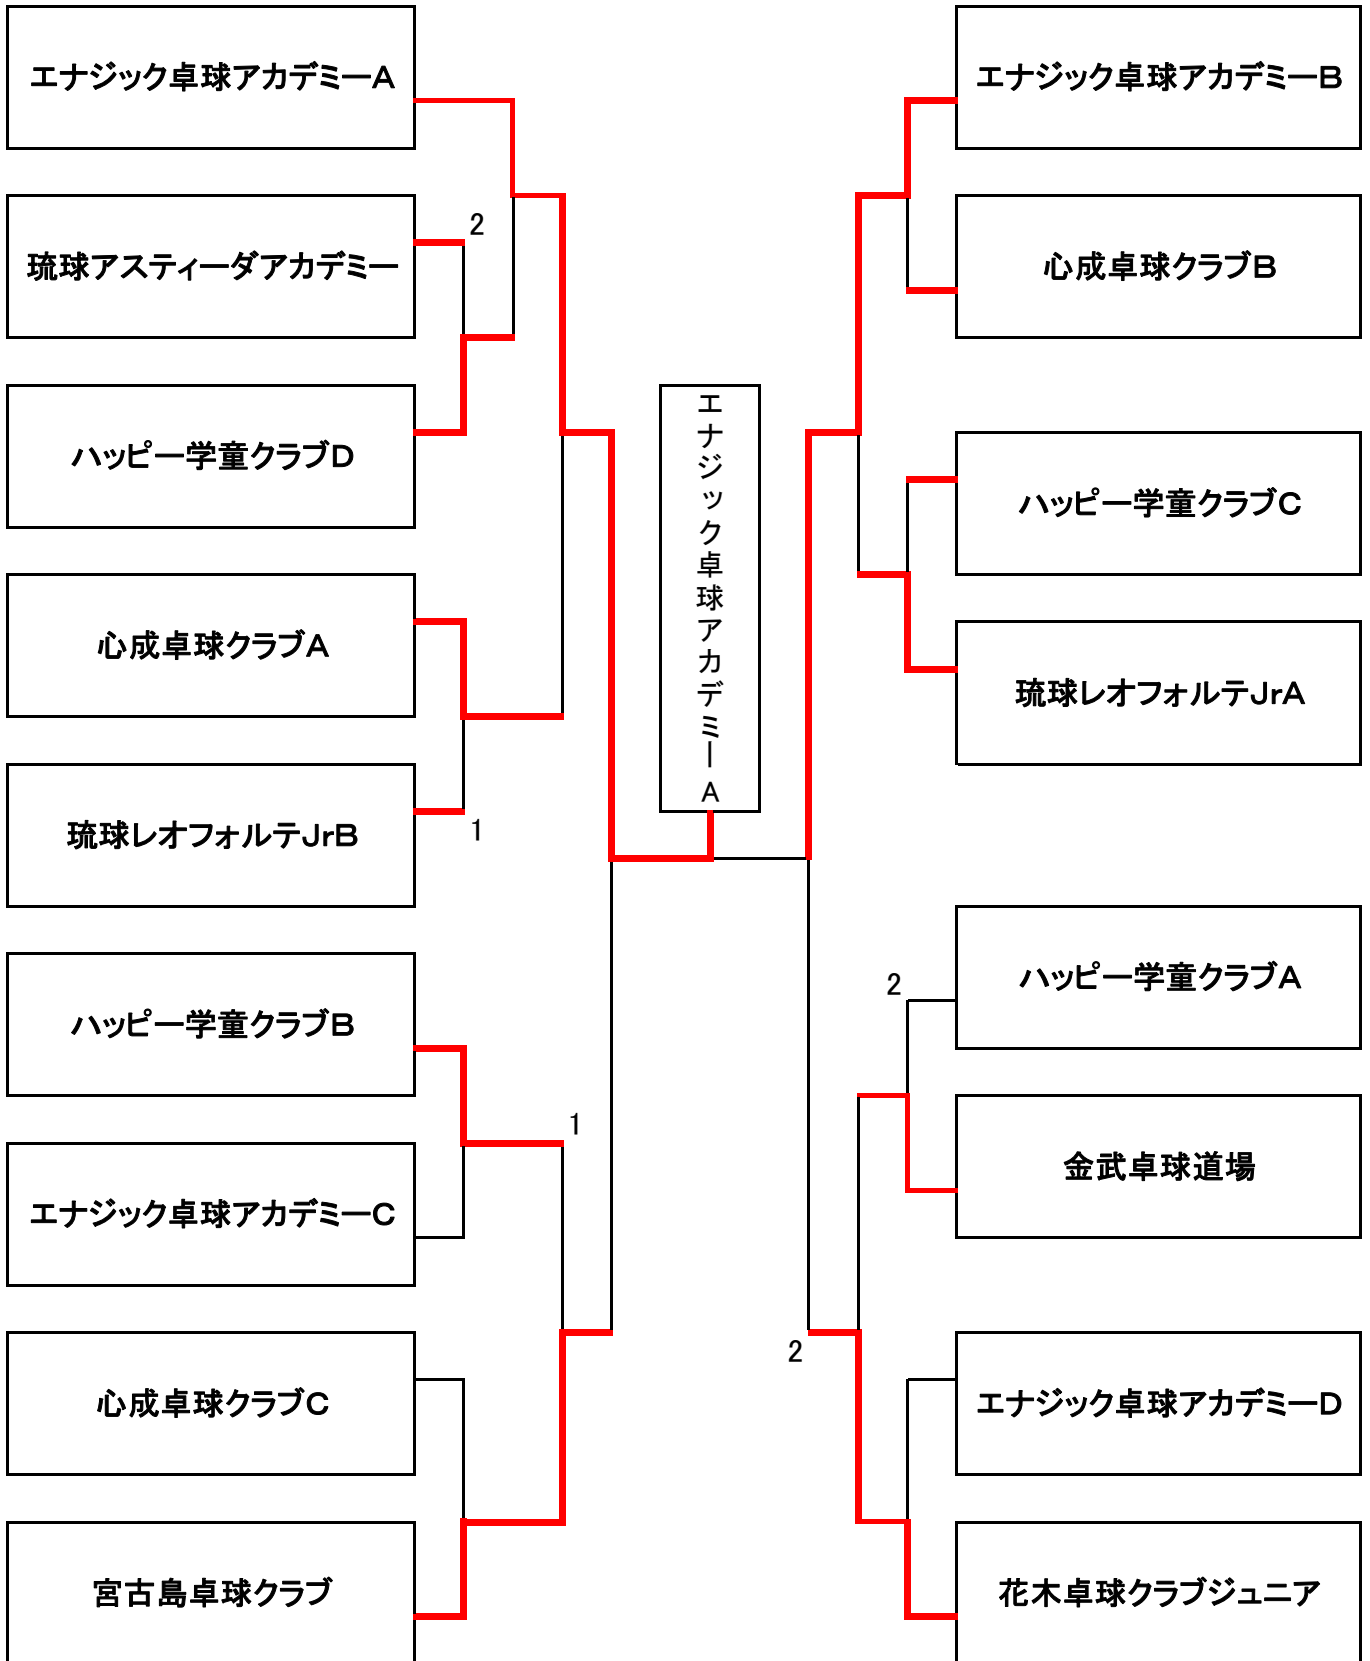 エナジック卓球アカデミーA
琉球アスティーダアカデミー
2
ハッピー学童クラブD
心成卓球クラブA
琉球レオフォルテJrB
1
ハッピー学童クラブB
1
エナジック卓球アカデミーC
心成卓球クラブC
宮古島卓球クラブ
エナジック卓球アカデミーA
エナジック卓球アカデミーB
心成卓球クラブB
ハッピー学童クラブC
琉球レオフォルテJrA
ハッピー学童クラブA
2
金武卓球道場
2
エナジック卓球アカデミーD
花木卓球クラブジュニア